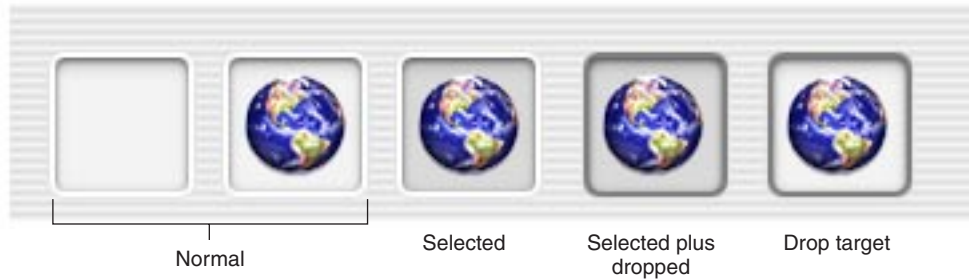 Normal
Selected
Selected plus
dropped
Drop target